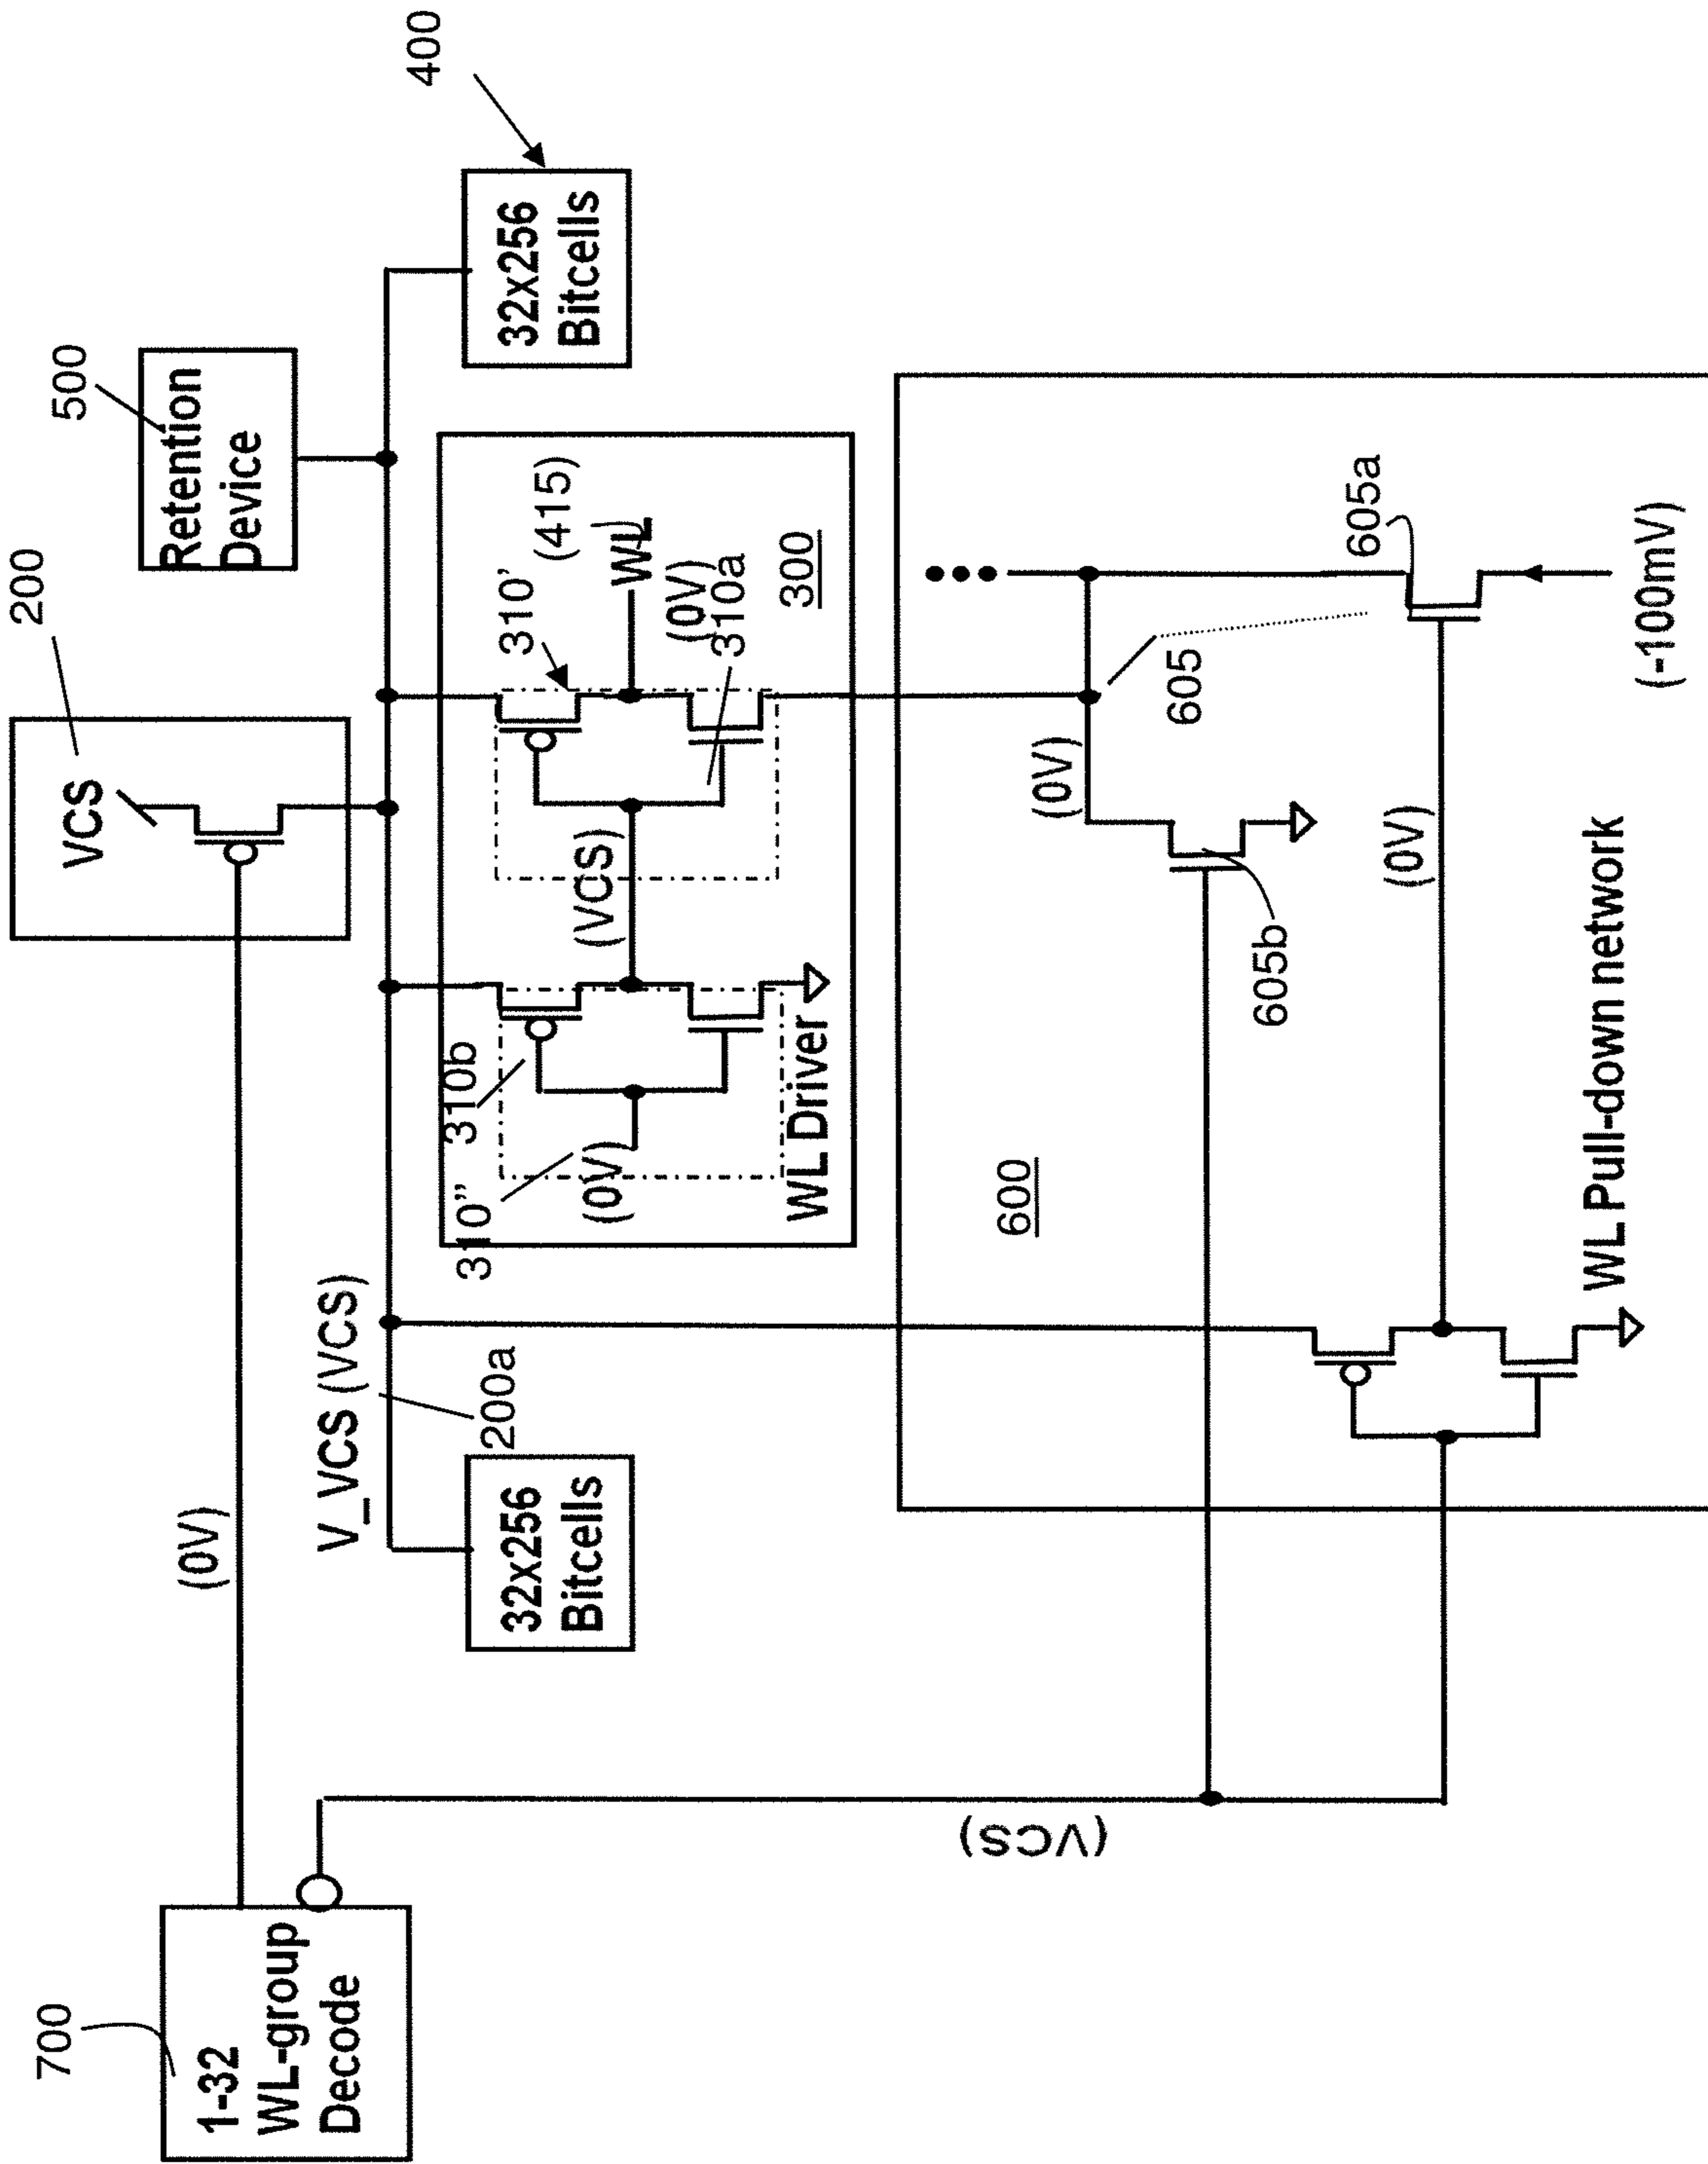 700
1-32
WL-group
Decode
(0V)
200
VCS
500
Retention
Device
400
32x256
Bitcells
V_VCS (VCS)
200a
32x256
Bitcells
310"
310b
(0V)
WL Driver
(VCS)
310'
(415)
WL
(0V)
310a
300
(VCS)
600
(0V)
605
605b
605a
(0V)
(-100mV)
WL Pull-down network